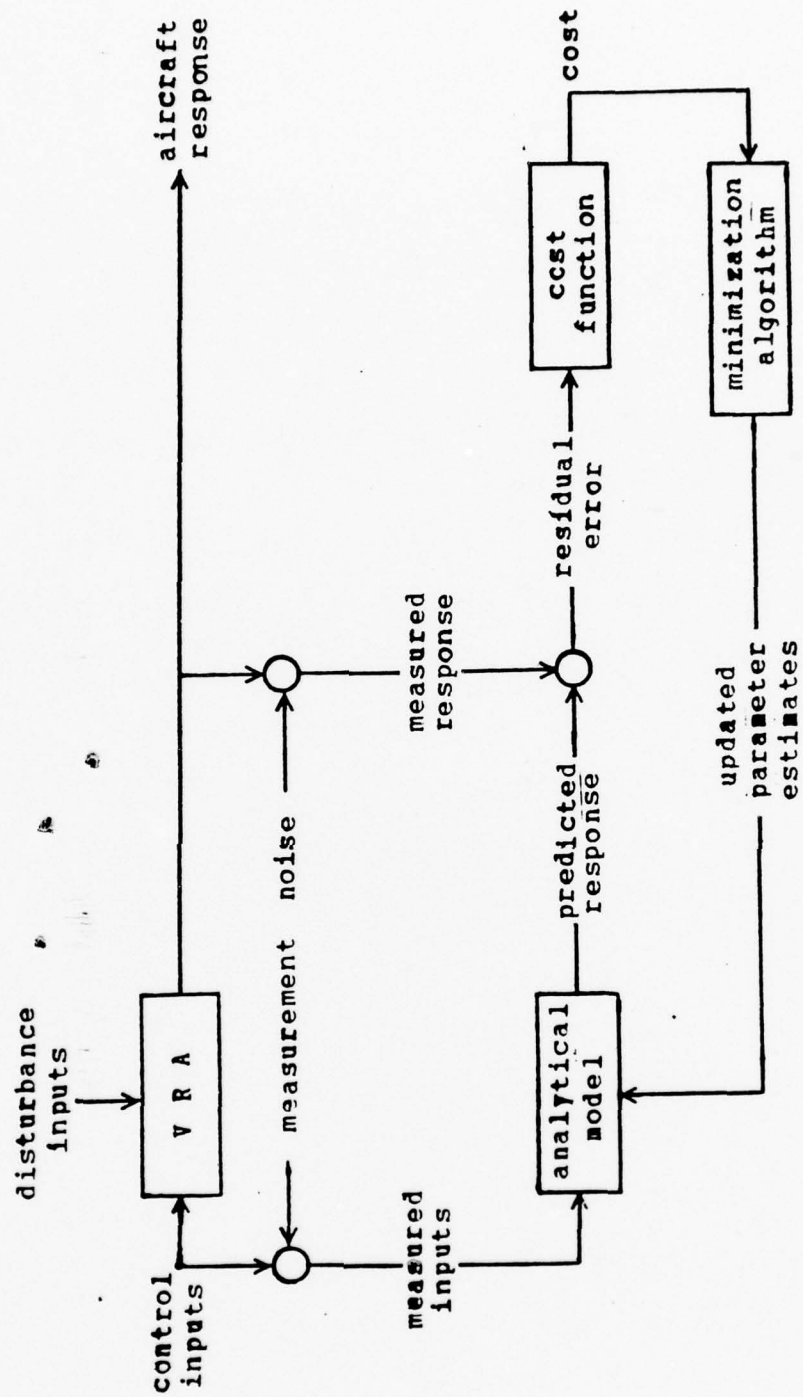 disturbance
inputs
control
inputs
V R A
aircraft
response
measurement noise
measured
inputs
measured
response
analytical
model
predicted
response
residual
error
ccst
function
cost
minimization
algorithm
updated
parameter
estimates